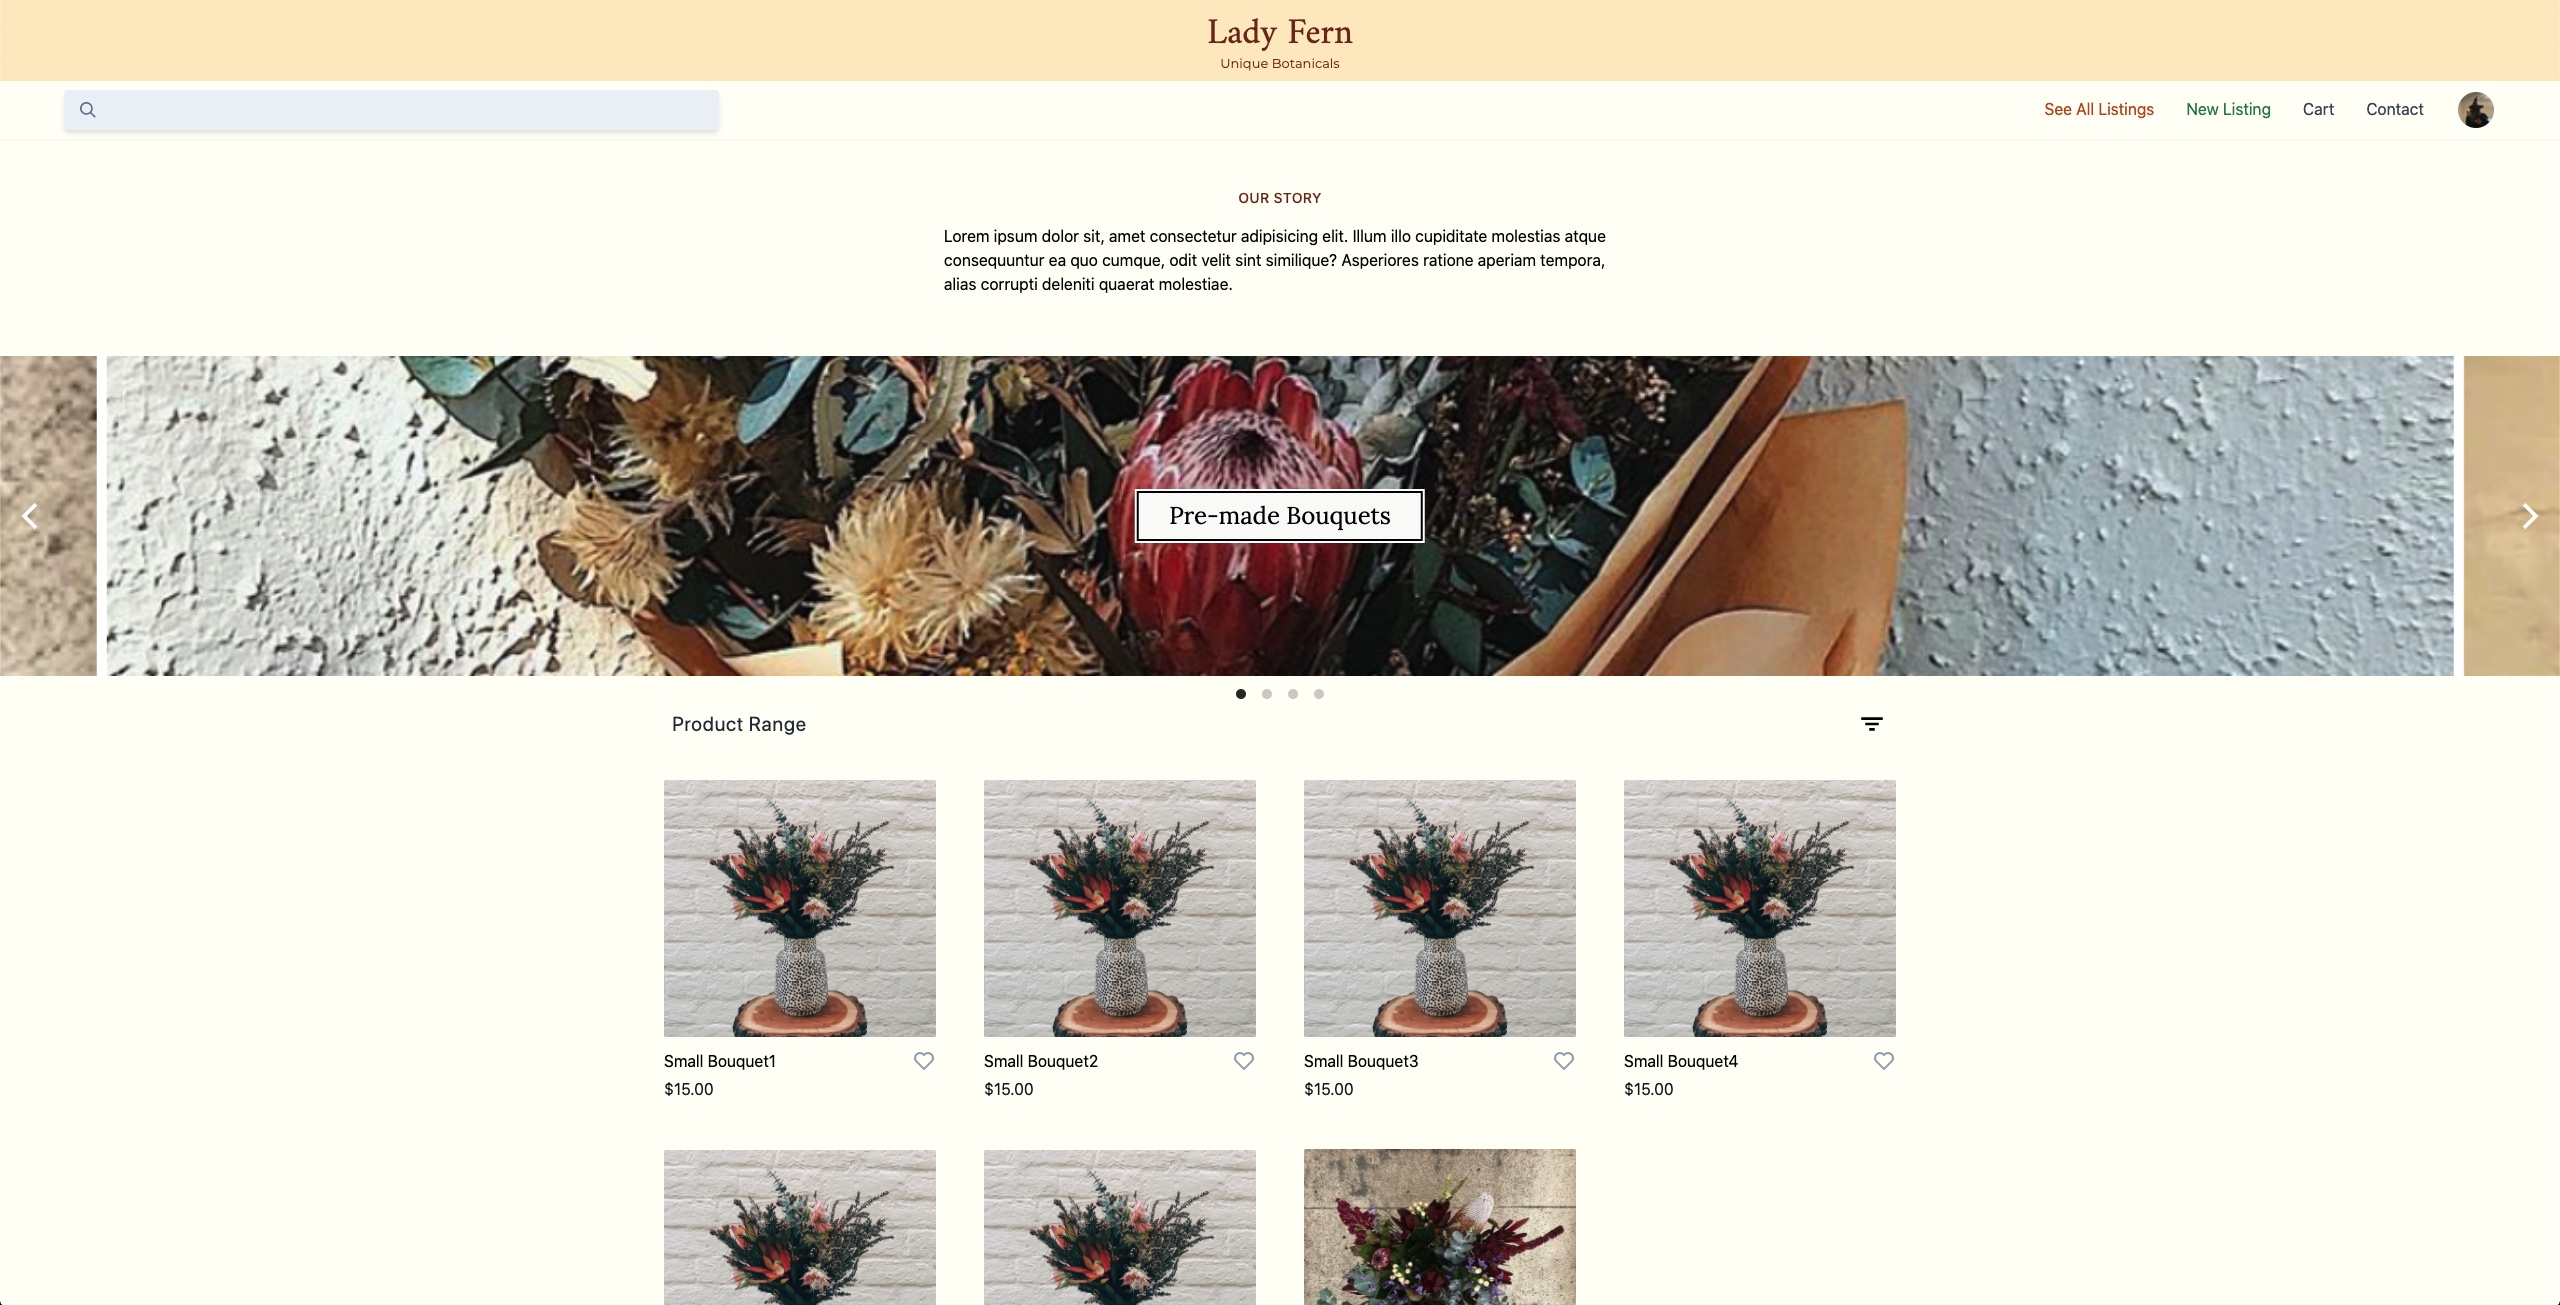 Lady Fern
Unique Botanicals
See All Listings
New Listing
Cart
Contact
OUR STORY
Lorem ipsum dolor sit, amet consectetur adipisicing elit. Illum illo cupiditate molestias atque
consequuntur ea quo cumque, odit velit sint similique? Asperiores ratione aperiam tempora,
alias corrupti deleniti quaerat molestiae.
Pre-made Bouquets
Product Range
Small Bouquet1
$15.00
Small Bouquet2
$15.00
Small Bouquet3
$15.00
Small Bouquet4
$15.00